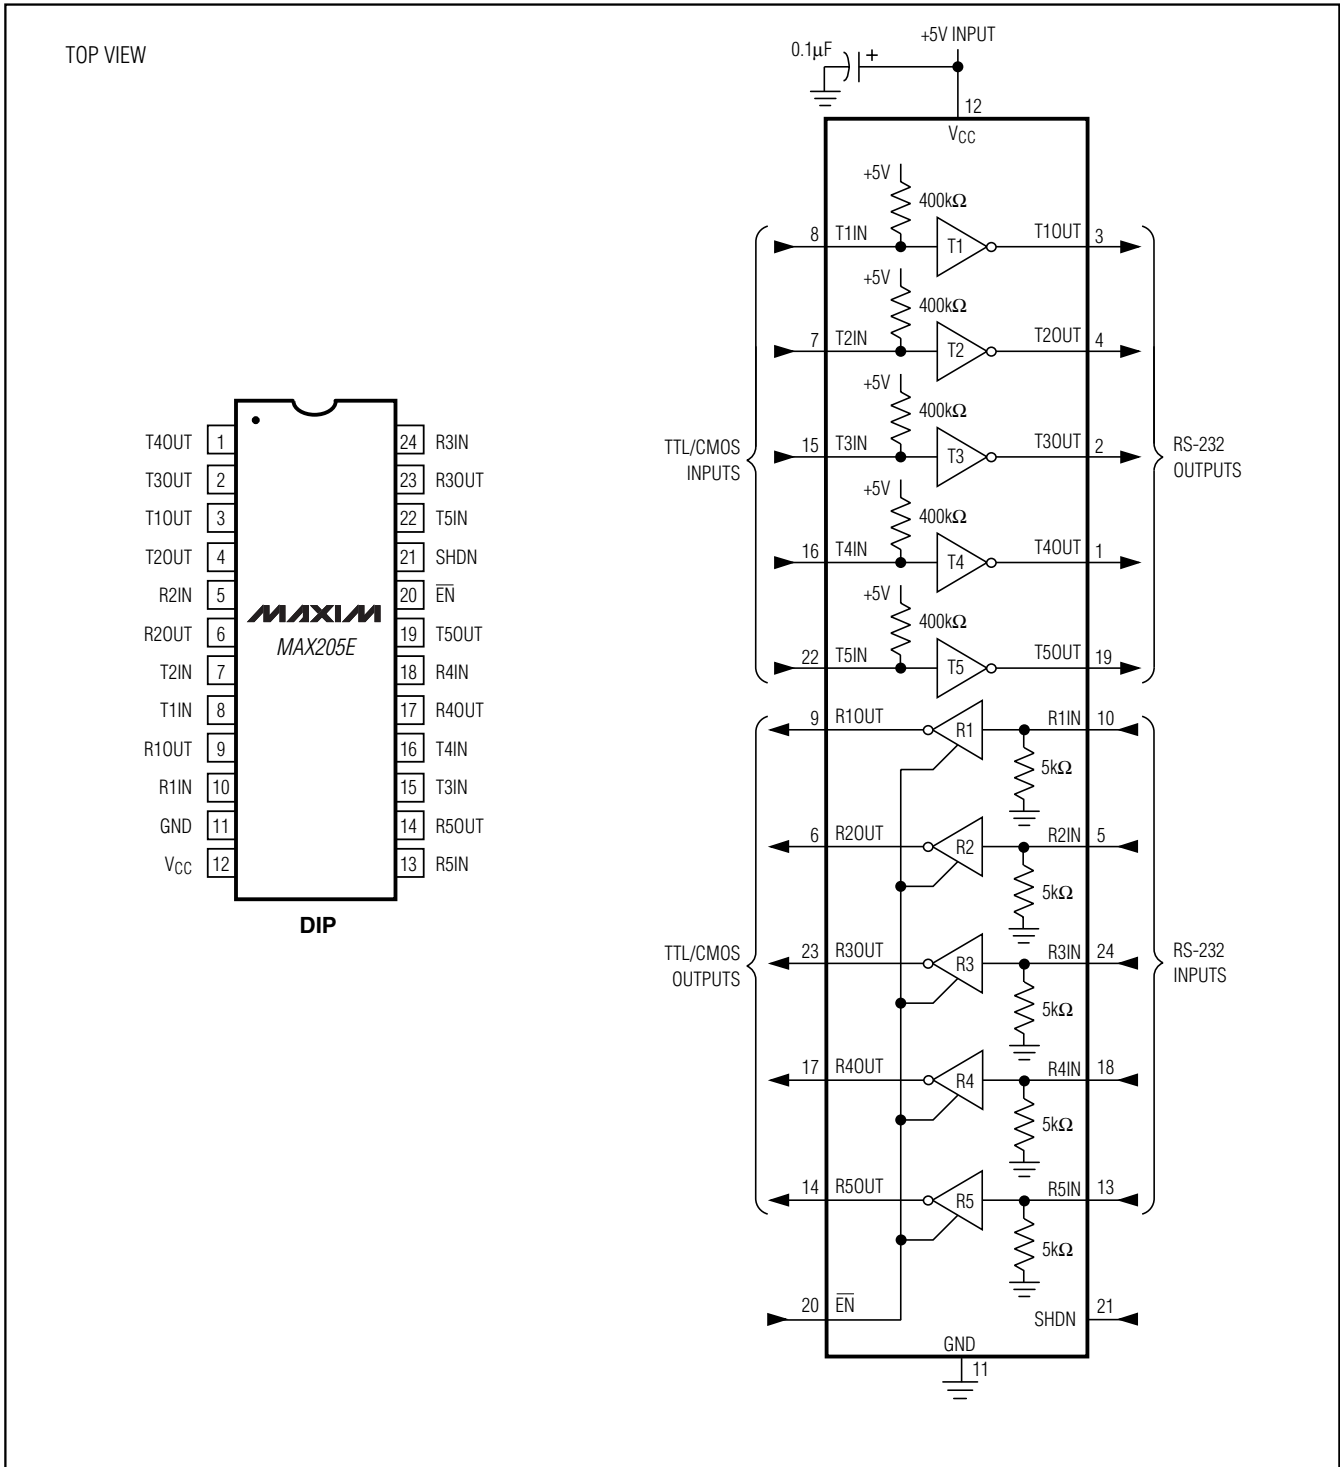 TOP VIEW
T4OUT 1
T3OUT 2
T1OUT 3
T2OUT 4
R2IN 5
R2OUT 6
T2IN 7
T1IN 8
R1OUT 9
R1IN 10
GND 11
VCC 12
24 R3IN
23 R3OUT
22 T5IN
21 SHDN
20 E̅N̅
19 T5OUT
18 R4IN
17 R4OUT
16 T4IN
15 T3IN
14 R5OUT
13 R5IN
MAXIM
MAX205E
DIP
+5V INPUT
0.1μF +
12
VCC
+5V
400kΩ
8 T1IN T1 T1OUT 3
+5V
400kΩ
7 T2IN T2 T2OUT 4
+5V
400kΩ
15 T3IN T3 T3OUT 2
+5V
400kΩ
16 T4IN T4 T4OUT 1
+5V
400kΩ
22 T5IN T5 T5OUT 19
TTL/CMOS
INPUTS
RS-232
OUTPUTS
9 R1OUT R1 R1IN 10
5kΩ
6 R2OUT R2 R2IN 5
5kΩ
23 R3OUT R3 R3IN 24
5kΩ
17 R4OUT R4 R4IN 18
5kΩ
14 R5OUT R5 R5IN 13
5kΩ
TTL/CMOS
OUTPUTS
RS-232
INPUTS
20 E̅N̅
SHDN 21
GND
11